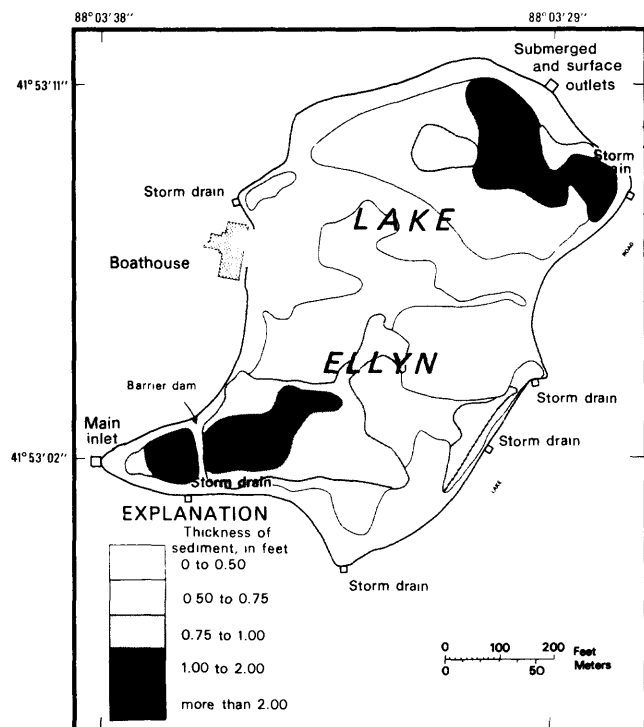 88°03'38"
88°03'29"
Submerged and surface
outlets
41°53'11"
Storm
drain
Storm drain
LAKE
Boathouse
ROAD
ELLYN
Barrier dam
Storm drain
Main
inlet
Storm drain
41°53'02"
Storm drain
LAKE
EXPLANATION
Thickness of
sediment, in feet
0 to 0.50
0 50 to 0.75
0.75 to 1.00
1.00 to 2.00
more than 2.00
Storm drain
0 100 200 Feet
0 50 Meters